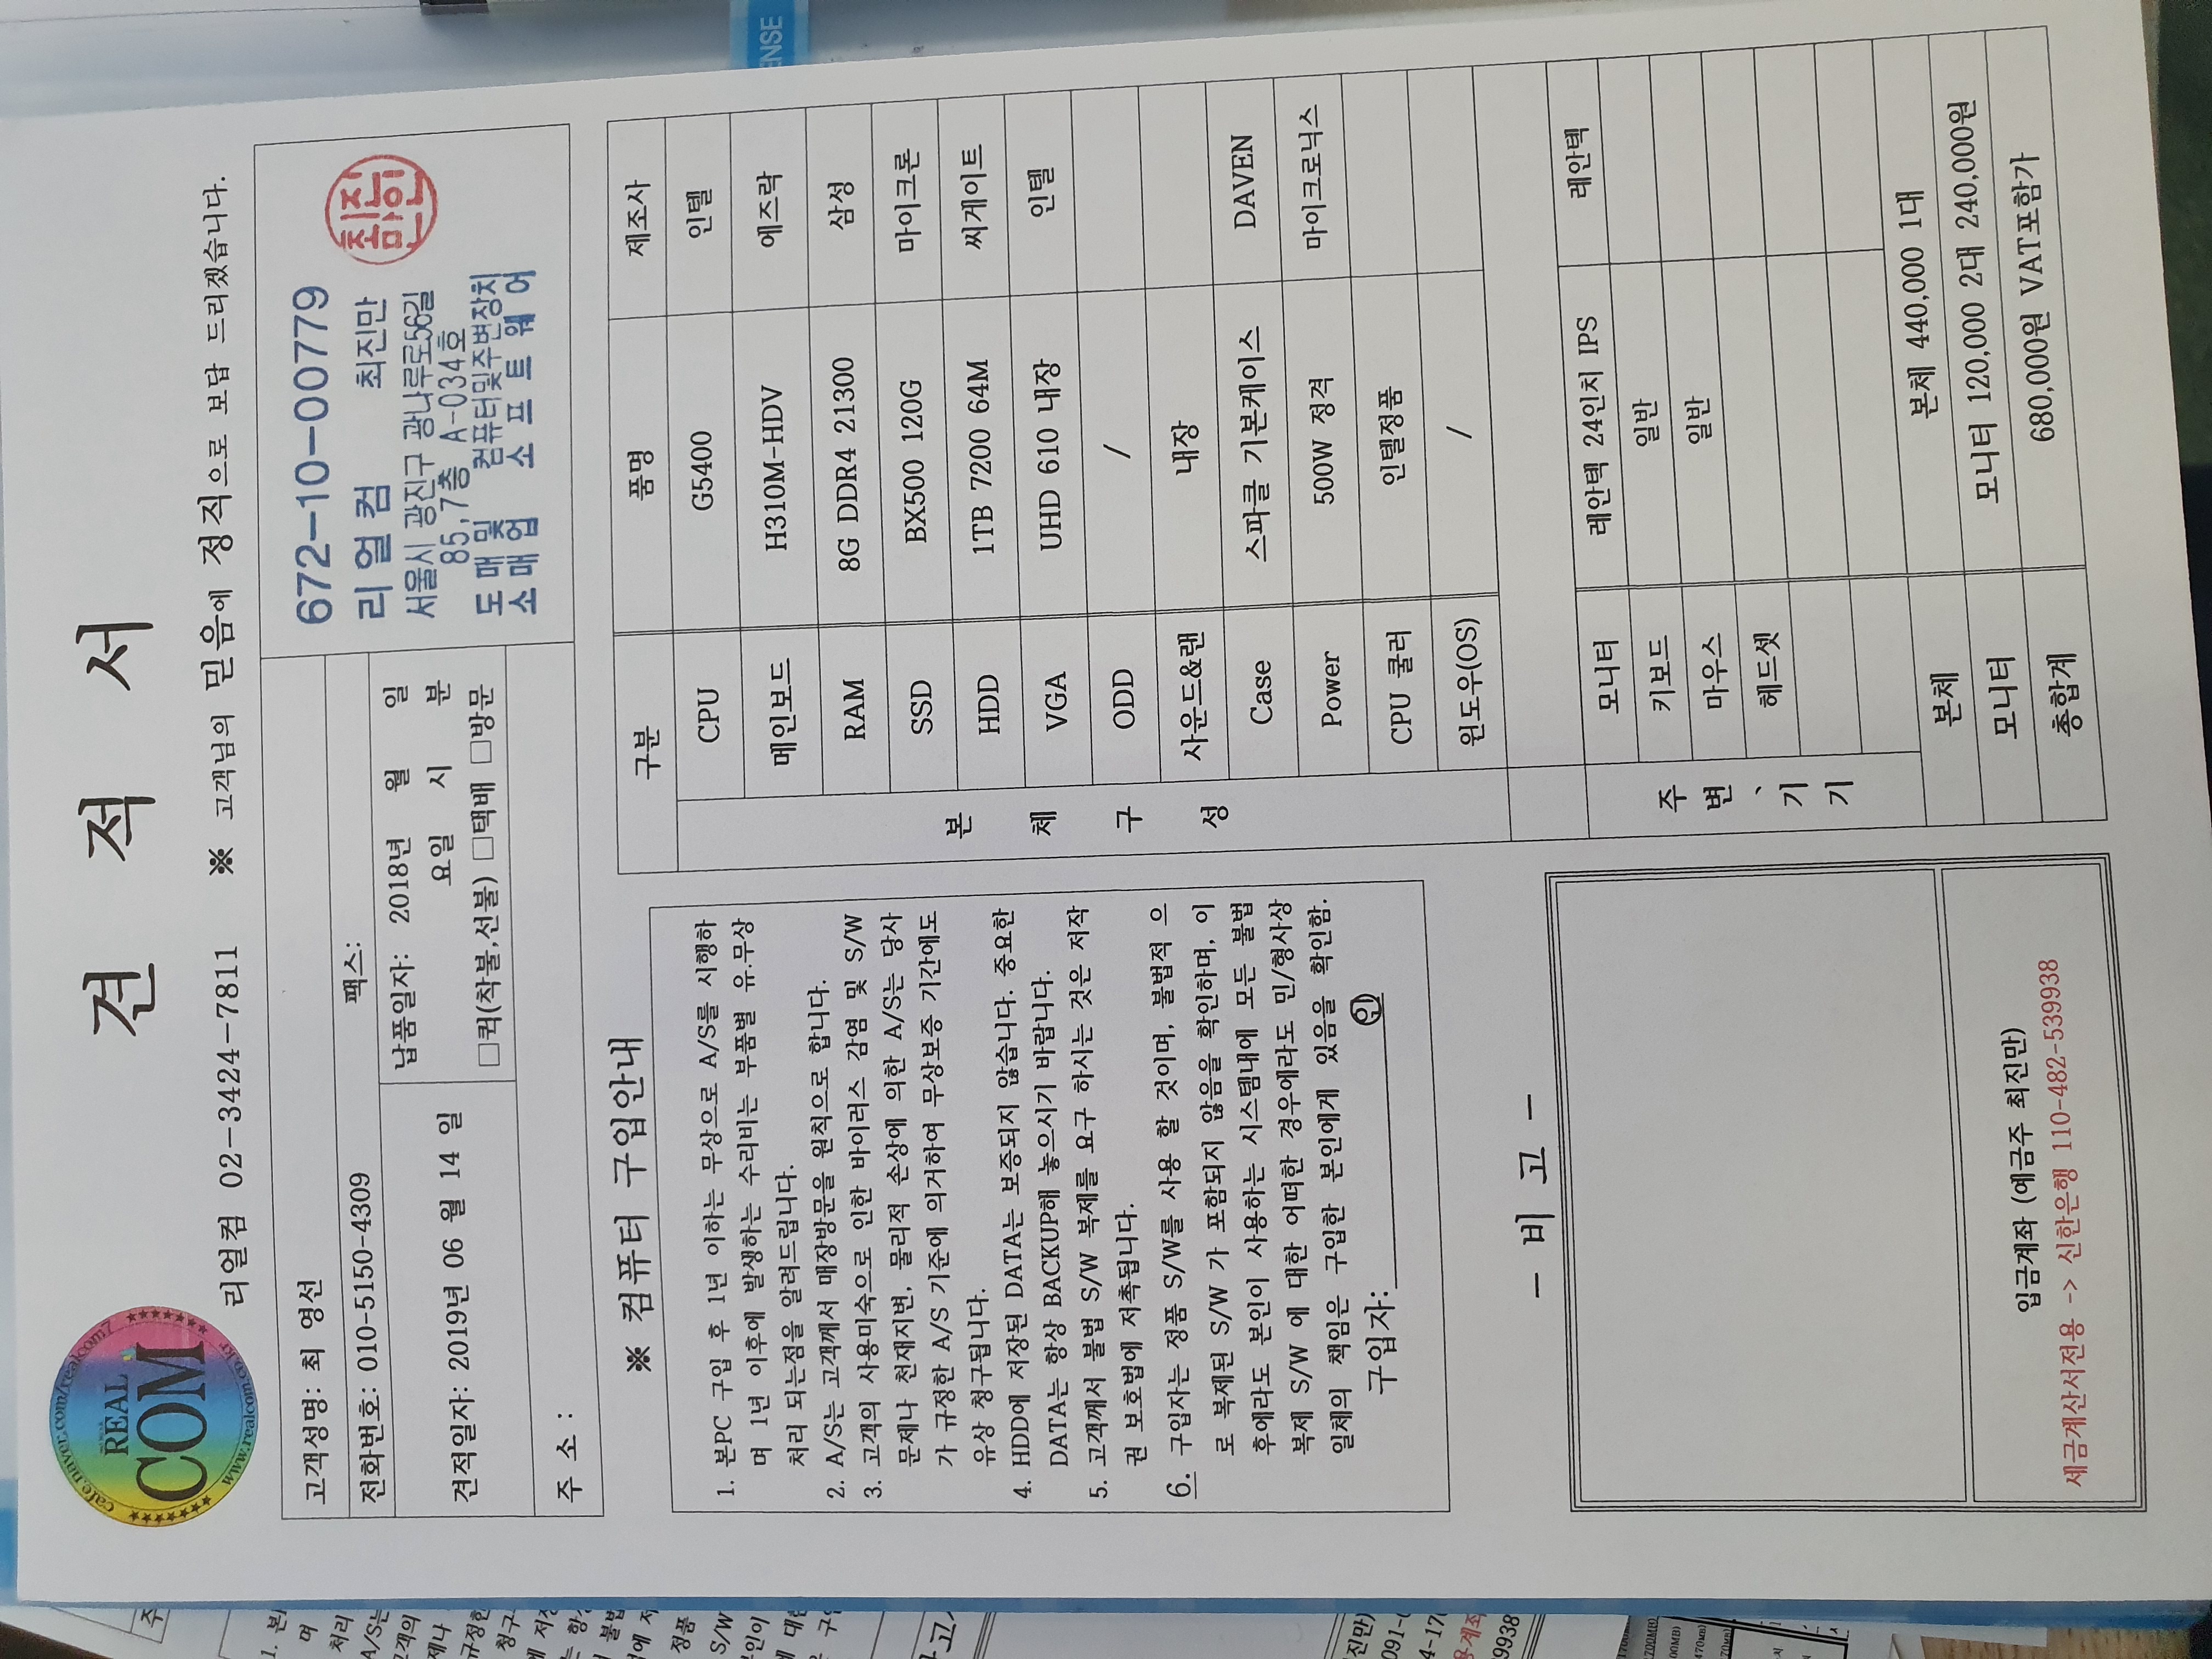 견 적 서
cafe.naver.com/realcom7
REAL
COM
www.realcom.co.kr
리얼컴 02-3424-7811 ※ 고객님의 믿음에 정직으로 보답 드리겠습니다.
고객성명: 최 영선
전화번호: 010-5150-4309 팩스:
견적일자: 2019년 06 월 14 일
납품일자: 2018년 월 일
요일 시 분
□퀵(착불,선불) □택배 □방문
주 소 :
672-10-00779
리얼컴 최진만
서울시 광진구 광나루로56길
85,7층 A-034호
도매및 컴퓨터및주변장치
소매업 소프트웨어
※ 컴퓨터 구입안내
1. 본PC 구입 후 1년 이하는 무상으로 A/S를 시행하
며 1년 이후에 발생하는 수리비는 부품별 유.무상
처리 되는점을 알려드립니다.
2. A/S는 고객께서 매장방문을 원칙으로 합니다.
3. 고객의 사용미숙으로 인한 바이러스 감염 및 S/W
문제나 천재지변, 물리적 손상에 의한 A/S는 당사
가 규정한 A/S 기준에 의거하여 무상보증 기간에도
유상 청구됩니다.
4. HDD에 저장된 DATA는 보증되지 않습니다. 중요한
DATA는 항상 BACKUP해 놓으시기 바랍니다.
5. 고객께서 불법 S/W 복제를 요구 하시는 것은 저작
권 보호법에 저촉됩니다.
6. 구입자는 정품 S/W를 사용 할 것이며, 불법적 으
로 복제된 S/W 가 포함되지 않음을 확인하며, 이
후에라도 본인이 사용하는 시스템내에 모든 불법
복제 S/W 에 대한 어떠한 경우에라도 민/형사상
일체의 책임은 구입한 본인에게 있음을 확인함.
구입자: 인
- 비 고 -
입금계좌 (예금주 최진만)
세금계산서전용 -> 신한은행 110-482-539938
구분 품명 제조사
본 체 구 성
CPU G5400 인텔
메인보드 H310M-HDV 에즈락
RAM 8G DDR4 21300 삼성
SSD BX500 120G 마이크론
HDD 1TB 7200 64M 씨게이트
VGA UHD 610 내장 인텔
ODD /
사운드&랜 내장
Case 스파클 기본케이스 DAVEN
Power 500W 정격 마이크로닉스
CPU 쿨러 인텔정품
윈도우(OS) /
주 변 、 기 기
모니터 레안텍 24인치 IPS 레안텍
키보드 일반
마우스 일반
헤드셋
본체 본체 440,000 1대
모니터 모니터 120,000 2대 240,000원
총합계 680,000원 VAT포함가